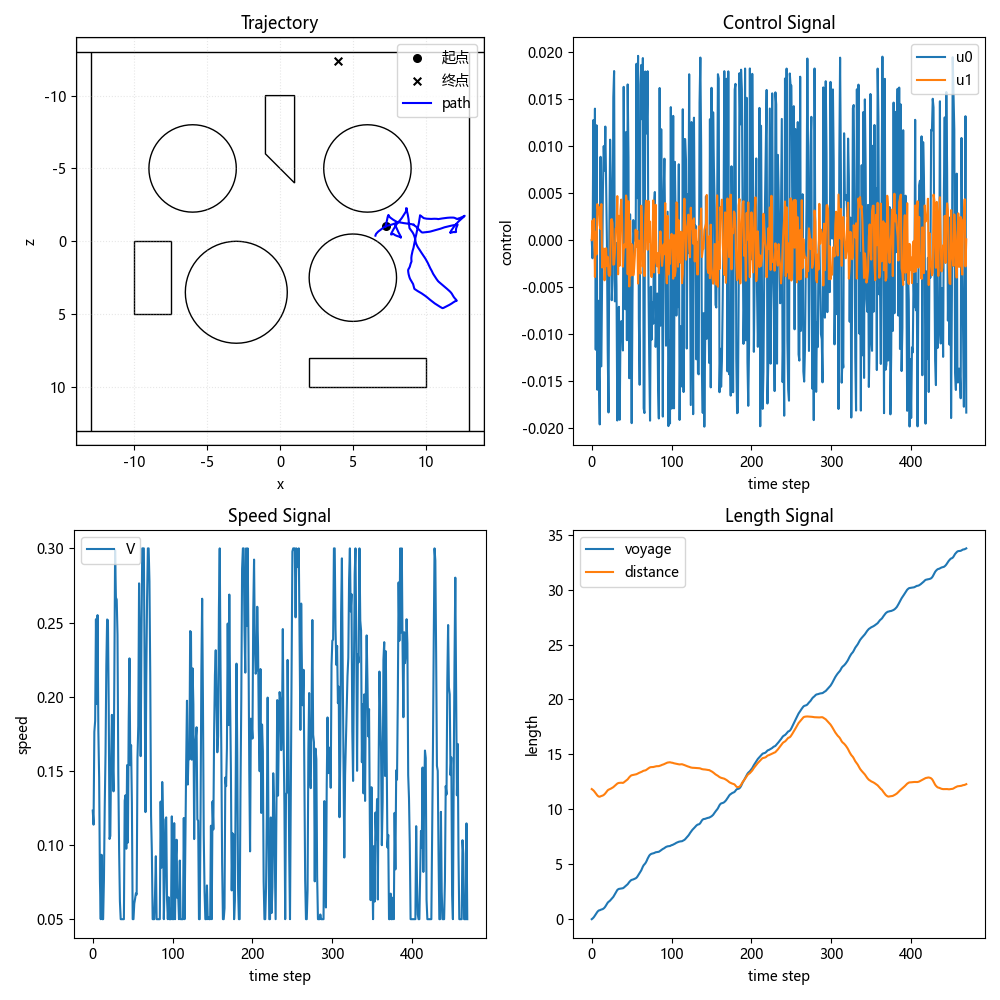 Trajectory
起点
终点
path
-10
-5
0
5
10
z
-10
-5
0
5
10
x
Control Signal
u0
u1
0.020
0.015
0.010
0.005
0.000
-0.005
-0.010
-0.015
-0.020
control
0
100
200
300
400
time step
Speed Signal
V
0.30
0.25
0.20
0.15
0.10
0.05
speed
0
100
200
300
400
time step
Length Signal
voyage
distance
35
30
25
20
15
10
5
0
length
0
100
200
300
400
time step